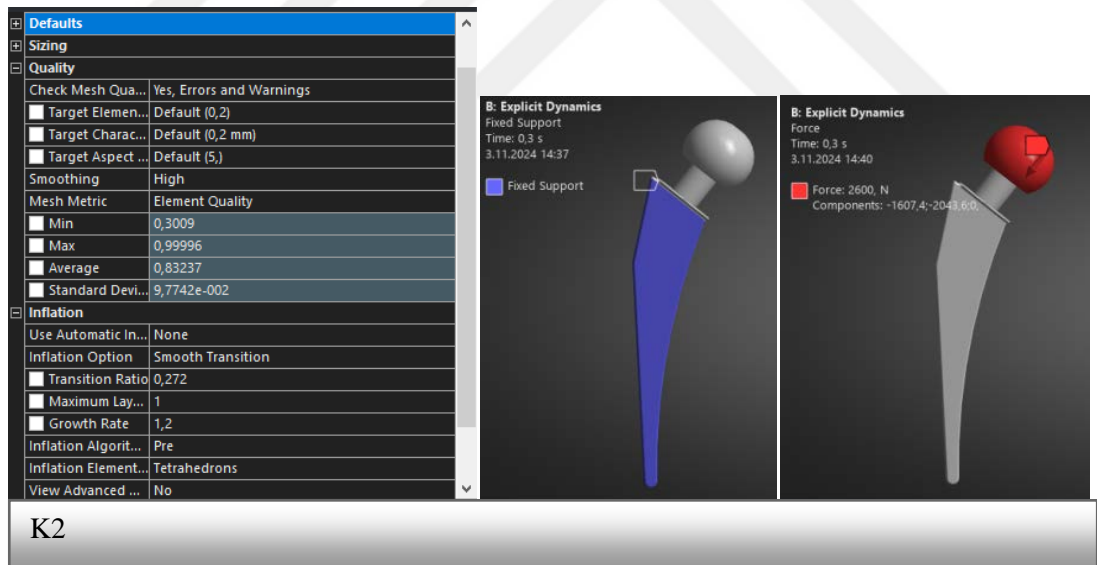 Defaults
Sizing
Quality
Check Mesh Qua... Yes, Errors and Warnings
Target Elemen... Default (0,2)
Target Charac... Default (0,2 mm)
Target Aspect ... Default (5,)
Smoothing High
Mesh Metric Element Quality
Min 0,3009
Max 0,99996
Average 0,83237
Standard Devi... 9,7742e-002
Inflation
Use Automatic In... None
Inflation Option Smooth Transition
Transition Ratio 0,272
Maximum Lay... 1
Growth Rate 1,2
Inflation Algorit... Pre
Inflation Element... Tetrahedrons
View Advanced ... No
B: Explicit Dynamics
Fixed Support
Time: 0,3 s
3.11.2024 14:37
Fixed Support
B: Explicit Dynamics
Force
Time: 0,3 s
3.11.2024 14:40
Force: 2600, N
Components: -1607,4;-2043,6;0,
K2